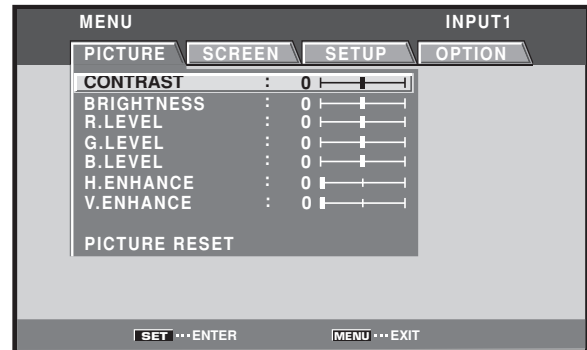 MENU INPUT1
PICTURE SCREEN SETUP OPTION
CONTRAST : 0
BRIGHTNESS : 0
R.LEVEL : 0
G.LEVEL : 0
B.LEVEL : 0
H.ENHANCE : 0
V.ENHANCE : 0
PICTURE RESET
SET ··· ENTER MENU ··· EXIT